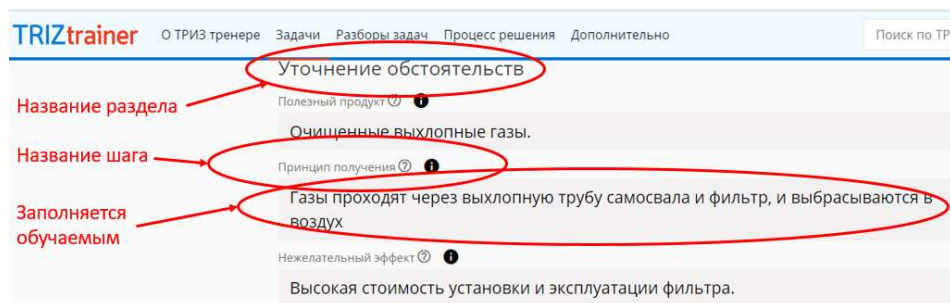 TRIZtrainer О ТРИЗ тренере Задачи Разборы задач Процесс решения Дополнительно Поиск по ТР
Уточнение обстоятельств
Название раздела
Полезный продукт
Очищенные выхлопные газы.
Название шага
Принцип получения
Газы проходят через выхлопную трубу самосвала и фильтр, и выбрасываются в
воздух
Заполняется
обучаемым
Нежелательный эффект
Высокая стоимость установки и эксплуатации фильтра.